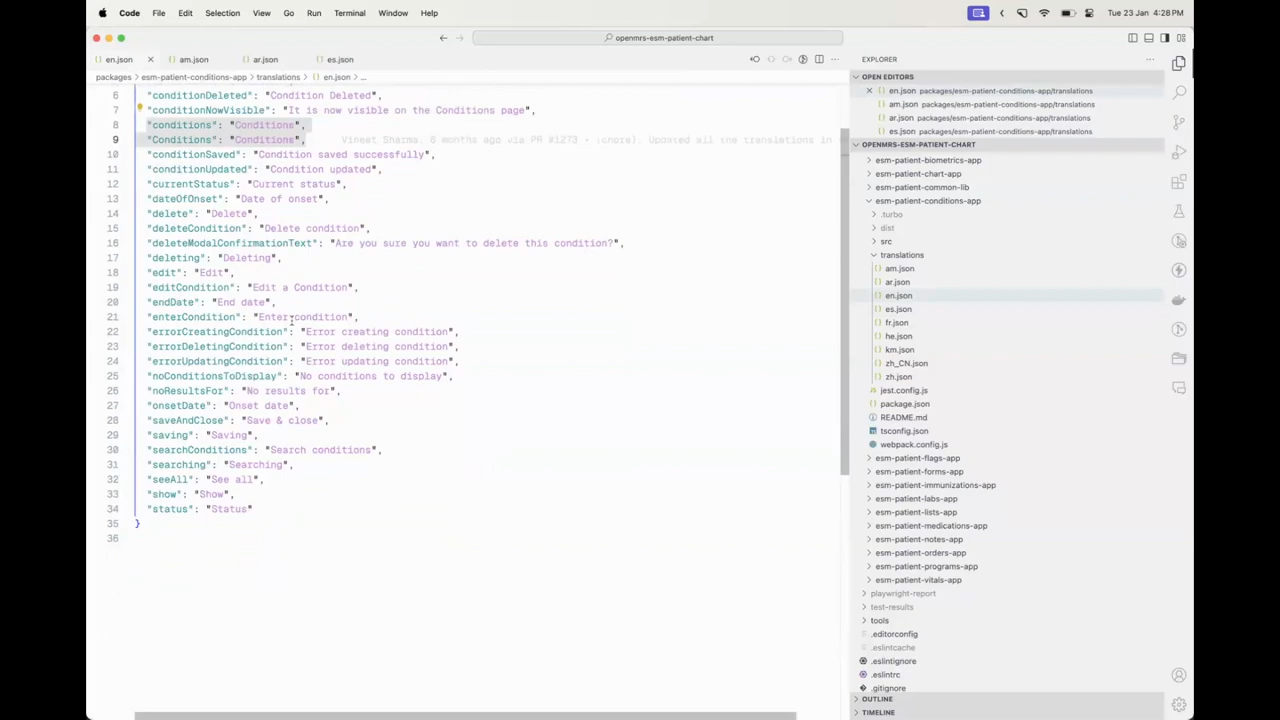 Code File Edit Selection View Go Run Terminal Window Help Tue 23 Jan 4:28 PM
openmrs-esm-patient-chart
en.json am.json ar.json es.json
EXPLORER
packages > esm-patient-conditions-app > translations > en.json > ...
6 "conditionDeleted": "Condition Deleted",
7 "conditionNowVisible": "It is now visible on the Conditions page",
8 "conditions": "Conditions",
9 "Conditions": "Conditions", Vineet Sharma, 6 months ago via PR #1273 • (chore). Updated all the translations in
10 "conditionSaved": "Condition saved successfully",
11 "conditionUpdated": "Condition updated",
12 "currentStatus": "Current status",
13 "dateOfOnset": "Date of onset",
14 "delete": "Delete",
15 "deleteCondition": "Delete condition",
16 "deleteModalConfirmationText": "Are you sure you want to delete this condition?",
17 "deleting": "Deleting",
18 "edit": "Edit",
19 "editCondition": "Edit a Condition",
20 "endDate": "End date",
21 "enterCondition": "Enter condition",
22 "errorCreatingCondition": "Error creating condition",
23 "errorDeletingCondition": "Error deleting condition",
24 "errorUpdatingCondition": "Error updating condition",
25 "noConditionsToDisplay": "No conditions to display",
26 "noResultsFor": "No results for",
27 "onsetDate": "Onset date",
28 "saveAndClose": "Save & close",
29 "saving": "Saving",
30 "searchConditions": "Search conditions",
31 "searching": "Searching",
32 "seeAll": "See all",
33 "show": "Show",
34 "status": "Status"
35 }
36
OPEN EDITORS
en.json packages/esm-patient-conditions-app/translations
am.json packages/esm-patient-conditions-app/translations
ar.json packages/esm-patient-conditions-app/translations
es.json packages/esm-patient-conditions-app/translations
OPENMRS-ESM-PATIENT-CHART
esm-patient-biometrics-app
esm-patient-chart-app
esm-patient-common-lib
esm-patient-conditions-app
.turbo
dist
src
translations
am.json
ar.json
en.json
es.json
fr.json
he.json
km.json
zh_CN.json
zh.json
jest.config.js
package.json
README.md
tsconfig.json
webpack.config.js
esm-patient-flags-app
esm-patient-forms-app
esm-patient-immunizations-app
esm-patient-labs-app
esm-patient-lists-app
esm-patient-medications-app
esm-patient-notes-app
esm-patient-orders-app
esm-patient-programs-app
esm-patient-vitals-app
playwright-report
test-results
tools
.editorconfig
.eslintcache
.eslintignore
.eslintrc
.gitignore
OUTLINE
TIMELINE